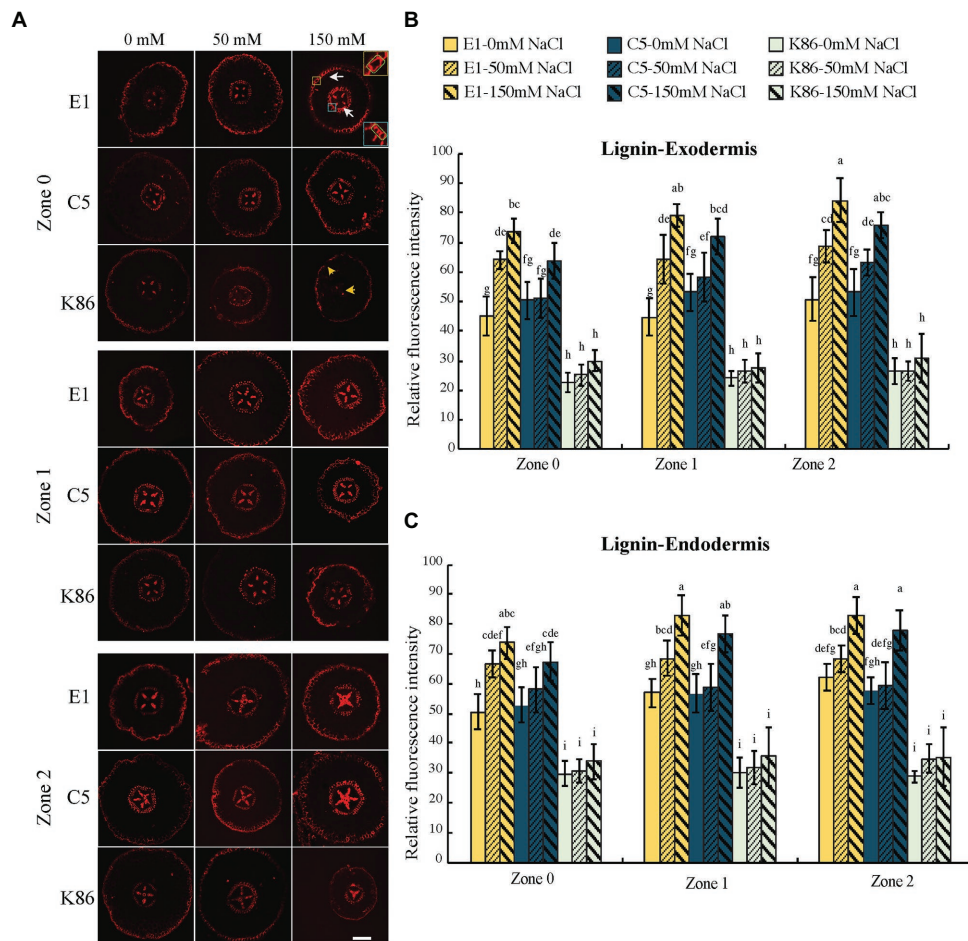 A
0 mM 50 mM 150 mM
Zone 0
E1
C5
K86
Zone 1
E1
C5
K86
Zone 2
E1
C5
K86
B
E1-0mM NaCl C5-0mM NaCl K86-0mM NaCl
E1-50mM NaCl C5-50mM NaCl K86-50mM NaCl
E1-150mM NaCl C5-150mM NaCl K86-150mM NaCl
Lignin-Exodermis
Relative fluorescence intensity
100
90
80
70
60
50
40
30
20
10
0
g de bc fg fg de h h h
g de ab fg ef bcd h h h
fg cd a fg de abc h h h
Zone 0 Zone 1 Zone 2
C
Lignin-Endodermis
Relative fluorescence intensity
100
90
80
70
60
50
40
30
20
10
0
h cdef abc gh efgh cde i i i
gh bcd a gh efg ab i i i
defg bcd a fgh defg a i i i
Zone 0 Zone 1 Zone 2